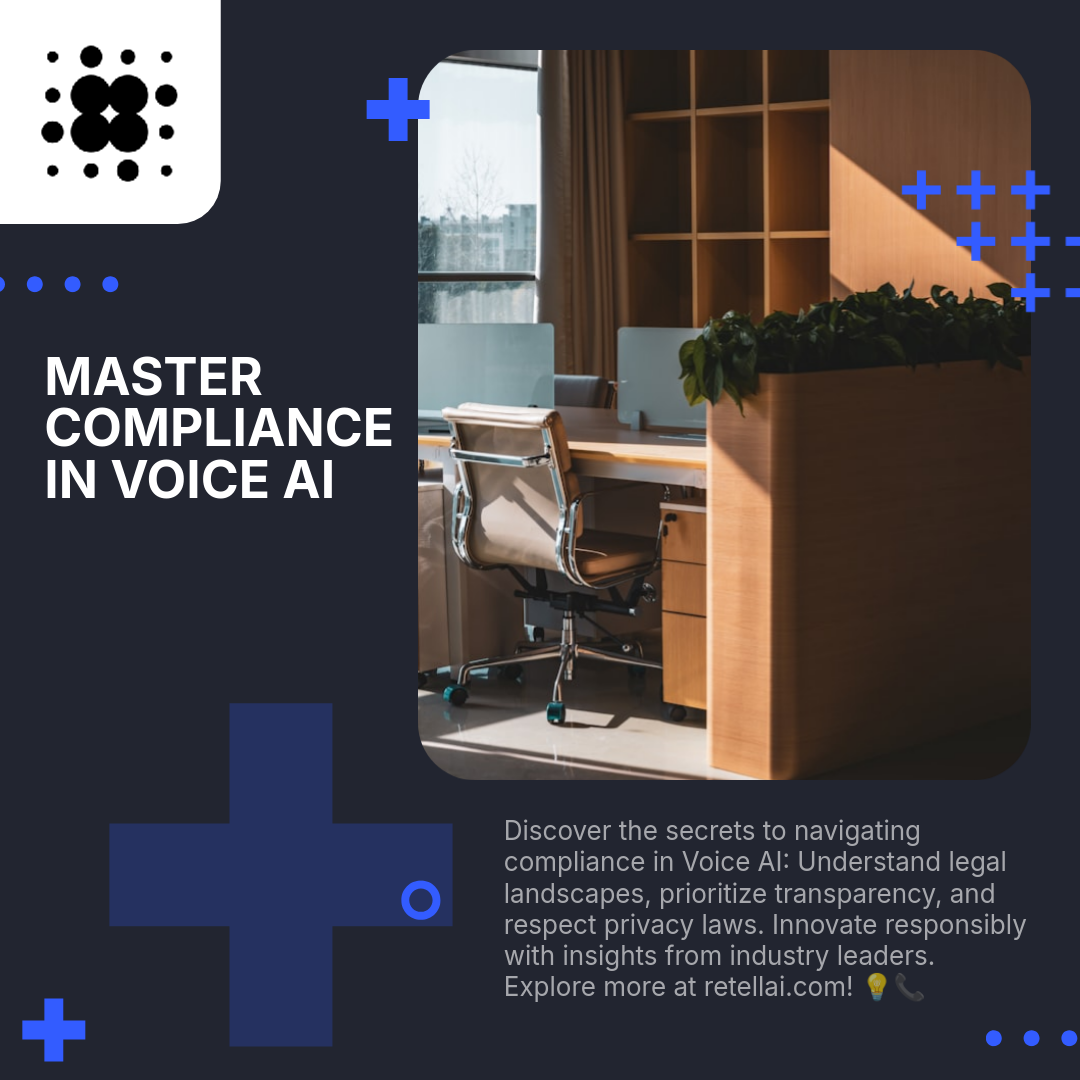 MASTER
COMPLIANCE
IN VOICE AI
Discover the secrets to navigating
compliance in Voice AI: Understand legal
landscapes, prioritize transparency, and
respect privacy laws. Innovate responsibly
with insights from industry leaders.
Explore more at retellai.com! 💡📞